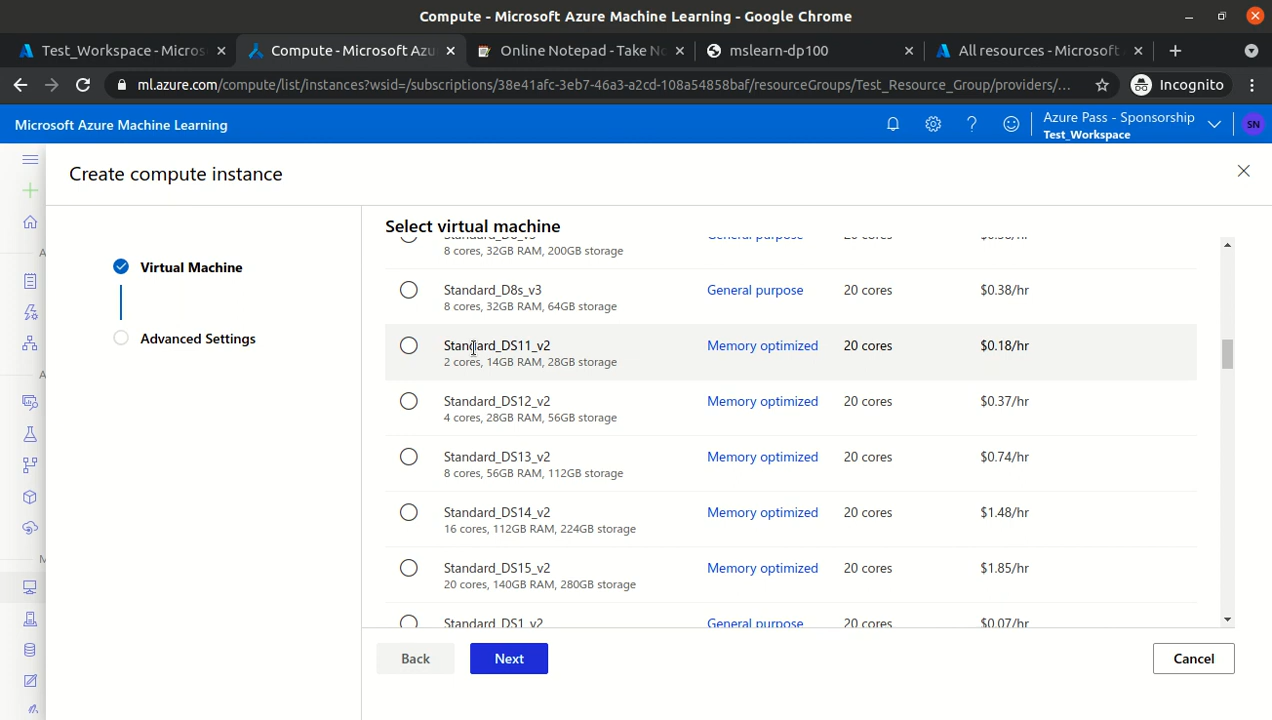 Compute - Microsoft Azure Machine Learning - Google Chrome
Test_Workspace - Micros
Compute - Microsoft Azu
Online Notepad - Take No
mslearn-dp100
All resources - Microsoft
ml.azure.com/compute/list/instances?wsid=/subscriptions/38e41afc-3eb7-46a3-a2cd-108a54858baf/resourceGroups/Test_Resource_Group/providers/...
Incognito
Microsoft Azure Machine Learning
Azure Pass - Sponsorship
Test_Workspace
SN
Create compute instance
Virtual Machine
Advanced Settings
Select virtual machine
General purpose 20 cores
8 cores, 32GB RAM, 200GB storage
Standard_D8s_v3 General purpose 20 cores $0.38/hr
8 cores, 32GB RAM, 64GB storage
Standard_DS11_v2 Memory optimized 20 cores $0.18/hr
2 cores, 14GB RAM, 28GB storage
Standard_DS12_v2 Memory optimized 20 cores $0.37/hr
4 cores, 28GB RAM, 56GB storage
Standard_DS13_v2 Memory optimized 20 cores $0.74/hr
8 cores, 56GB RAM, 112GB storage
Standard_DS14_v2 Memory optimized 20 cores $1.48/hr
16 cores, 112GB RAM, 224GB storage
Standard_DS15_v2 Memory optimized 20 cores $1.85/hr
20 cores, 140GB RAM, 280GB storage
Standard_DS1_v2 General purpose 20 cores $0.07/hr
Back
Next
Cancel